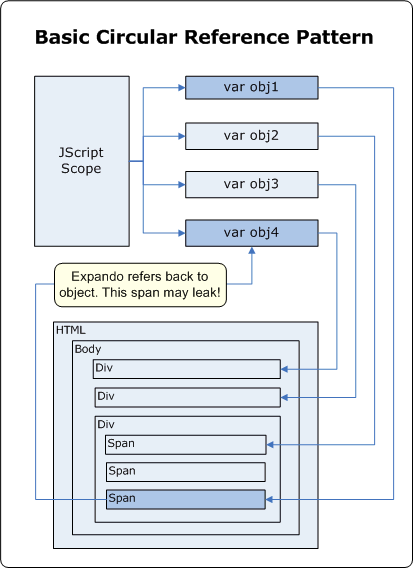 Basic Circular Reference Pattern
JScript
Scope
var obj1
var obj2
var obj3
var obj4
Expando refers back to
object. This span may leak!
HTML
Body
Div
Div
Div
Span
Span
Span